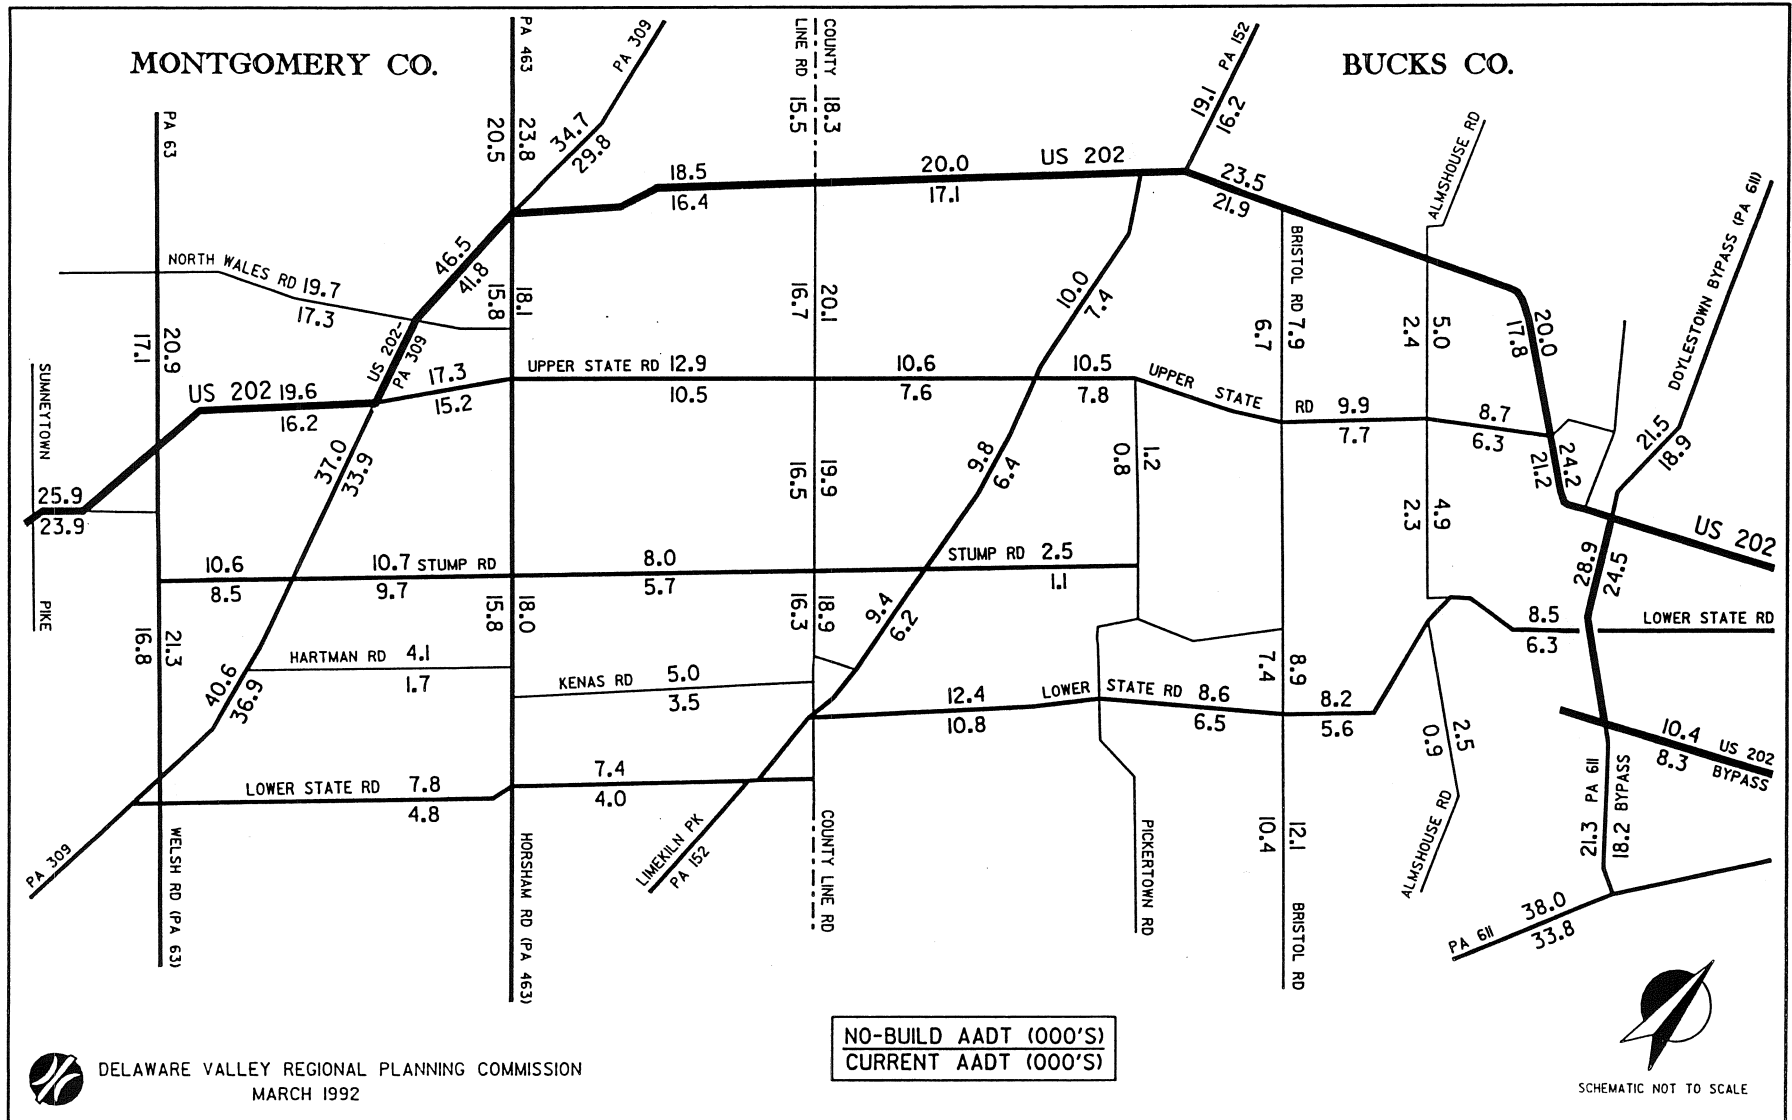 MONTGOMERY CO.
BUCKS CO.
PA 463
PA 309
COUNTY
LINE RD
PA 152
PA 63
20.5
23.8
34.7
29.8
15.5
18.3
19.1
16.2
ALMSHOUSE RD
18.5
16.4
20.0
17.1
US 202
23.5
21.9
DOYLESTOWN BYPASS (PA 611)
NORTH WALES RD 19.7
17.3
46.5
41.8
15.8
18.1
16.7
20.1
10.0
7.4
BRISTOL RD 7.9
6.7
2.4
5.0
20.0
17.8
17.1
20.9
US 202-
PA 309
SUMNEYTOWN
PIKE
US 202 19.6
16.2
17.3
15.2
UPPER STATE RD 12.9
10.5
10.6
7.6
10.5
7.8
UPPER STATE RD 9.9
7.7
8.7
6.3
21.5
18.9
37.0
33.9
16.5
19.9
9.8
6.4
0.8
1.2
2.3
4.9
21.2
24.2
25.9
23.9
US 202
10.6
8.5
10.7 STUMP RD
9.7
8.0
5.7
STUMP RD 2.5
1.1
28.9
24.5
16.8
21.3
15.8
18.0
16.3
18.9
9.4
6.2
8.5
6.3
LOWER STATE RD
HARTMAN RD 4.1
1.7
40.6
36.9
KENAS RD 5.0
3.5
12.4
10.8
LOWER STATE RD 8.6
6.5
7.4
8.9
8.2
5.6
0.9
2.5
10.4 US 202
8.3 BYPASS
LOWER STATE RD 7.8
4.8
7.4
4.0
PA 309
WELSH RD (PA 63)
HORSHAM RD (PA 463)
LIMEKILN PK
PA 152
COUNTY LINE RD
PICKERTOWN RD
10.4
12.1
BRISTOL RD
ALMSHOUSE RD
21.3 PA 611
18.2 BYPASS
PA 611 38.0
33.8
NO-BUILD AADT (000'S)
CURRENT AADT (000'S)
DELAWARE VALLEY REGIONAL PLANNING COMMISSION
MARCH 1992
SCHEMATIC NOT TO SCALE